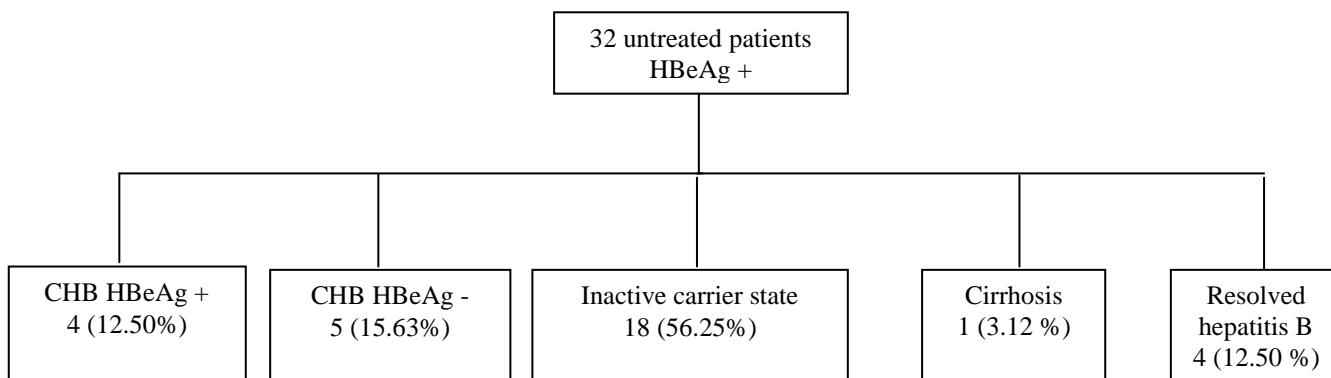 32 untreated patients
HBeAg +
CHB HBeAg +
4 (12.50%)
CHB HBeAg -
5 (15.63%)
Inactive carrier state
18 (56.25%)
Cirrhosis
1 (3.12 %)
Resolved
hepatitis B
4 (12.50 %)